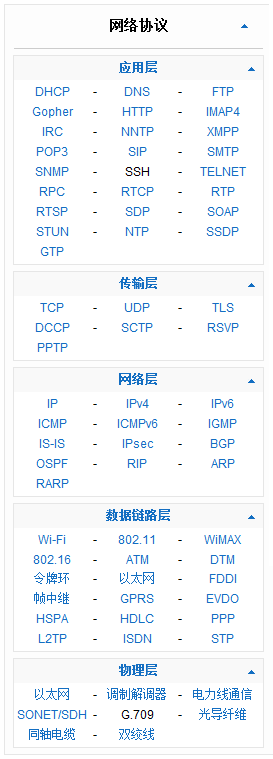 网络协议
应用层
DHCP - DNS - FTP
Gopher - HTTP - IMAP4
IRC - NNTP - XMPP
POP3 - SIP - SMTP
SNMP - SSH - TELNET
RPC - RTCP - RTP
RTSP - SDP - SOAP
STUN - NTP - SSDP
GTP
传输层
TCP - UDP - TLS
DCCP - SCTP - RSVP
PPTP
网络层
IP - IPv4 - IPv6
ICMP - ICMPv6 - IGMP
IS-IS - IPsec - BGP
OSPF - RIP - ARP
RARP
数据链路层
Wi-Fi - 802.11 - WiMAX
802.16 - ATM - DTM
令牌环 - 以太网 - FDDI
帧中继 - GPRS - EVDO
HSPA - HDLC - PPP
L2TP - ISDN - STP
物理层
以太网 - 调制解调器 - 电力线通信
SONET/SDH - G.709 - 光导纤维
同轴电缆 - 双绞线